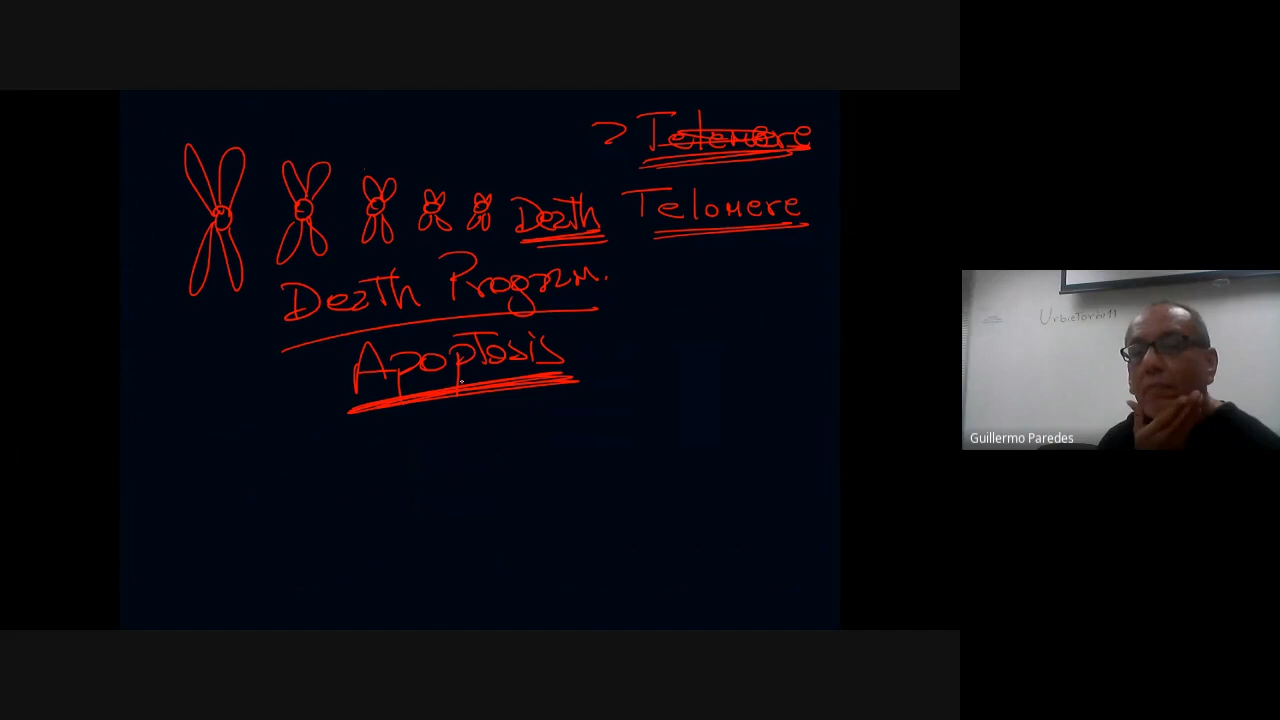 Telomere
Telomere
Death
Death Program.
Apoptosis
Guillermo Paredes